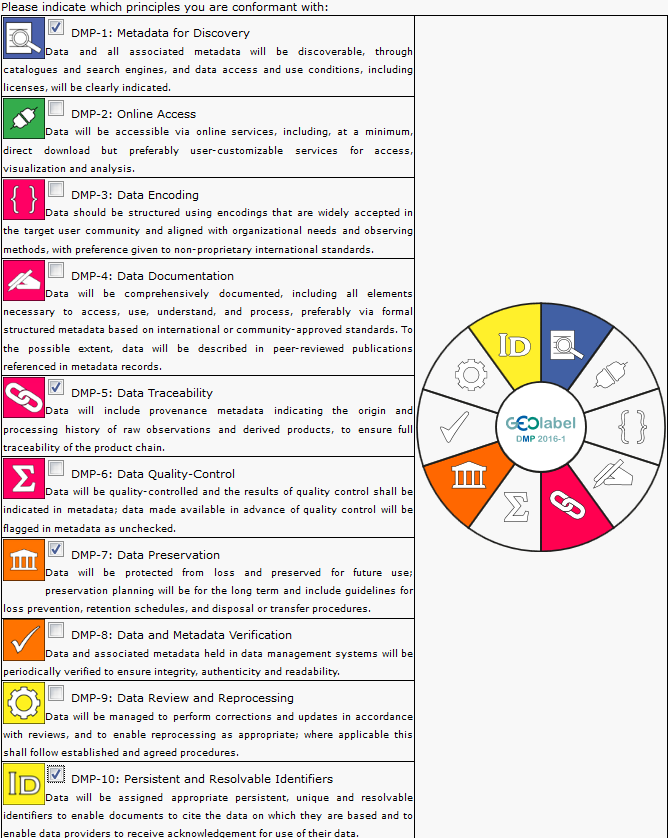 Please indicate which principles you are conformant with:
DMP-1: Metadata for Discovery
Data and all associated metadata will be discoverable, through
catalogues and search engines, and data access and use conditions, including
licenses, will be clearly indicated.
DMP-2: Online Access
Data will be accessible via online services, including, at a minimum,
direct download but preferably user-customizable services for access,
visualization and analysis.
{ }
DMP-3: Data Encoding
Data should be structured using encodings that are widely accepted in
the target user community and aligned with organizational needs and observing
methods, with preference given to non-proprietary international standards.
DMP-4: Data Documentation
Data will be comprehensively documented, including all elements
necessary to access, use, understand, and process, preferably via formal
structured metadata based on international or community-approved standards. To
the possible extent, data will be described in peer-reviewed publications
referenced in metadata records.
DMP-5: Data Traceability
Data will include provenance metadata indicating the origin and
processing history of raw observations and derived products, to ensure full
traceability of the product chain.
Σ
DMP-6: Data Quality-Control
Data will be quality-controlled and the results of quality control shall be
indicated in metadata; data made available in advance of quality control will be
flagged in metadata as unchecked.
DMP-7: Data Preservation
Data will be protected from loss and preserved for future use;
preservation planning will be for the long term and include guidelines for
loss prevention, retention schedules, and disposal or transfer procedures.
DMP-8: Data and Metadata Verification
Data and associated metadata held in data management systems will be
periodically verified to ensure integrity, authenticity and readability.
DMP-9: Data Review and Reprocessing
Data will be managed to perform corrections and updates in accordance
with reviews, and to enable reprocessing as appropriate; where applicable this
shall follow established and agreed procedures.
ID
DMP-10: Persistent and Resolvable Identifiers
Data will be assigned appropriate persistent, unique and resolvable
identifiers to enable documents to cite the data on which they are based and to
enable data providers to receive acknowledgement for use of their data.
ID
{ }
GEOlabel
DMP 2016-1
Σ